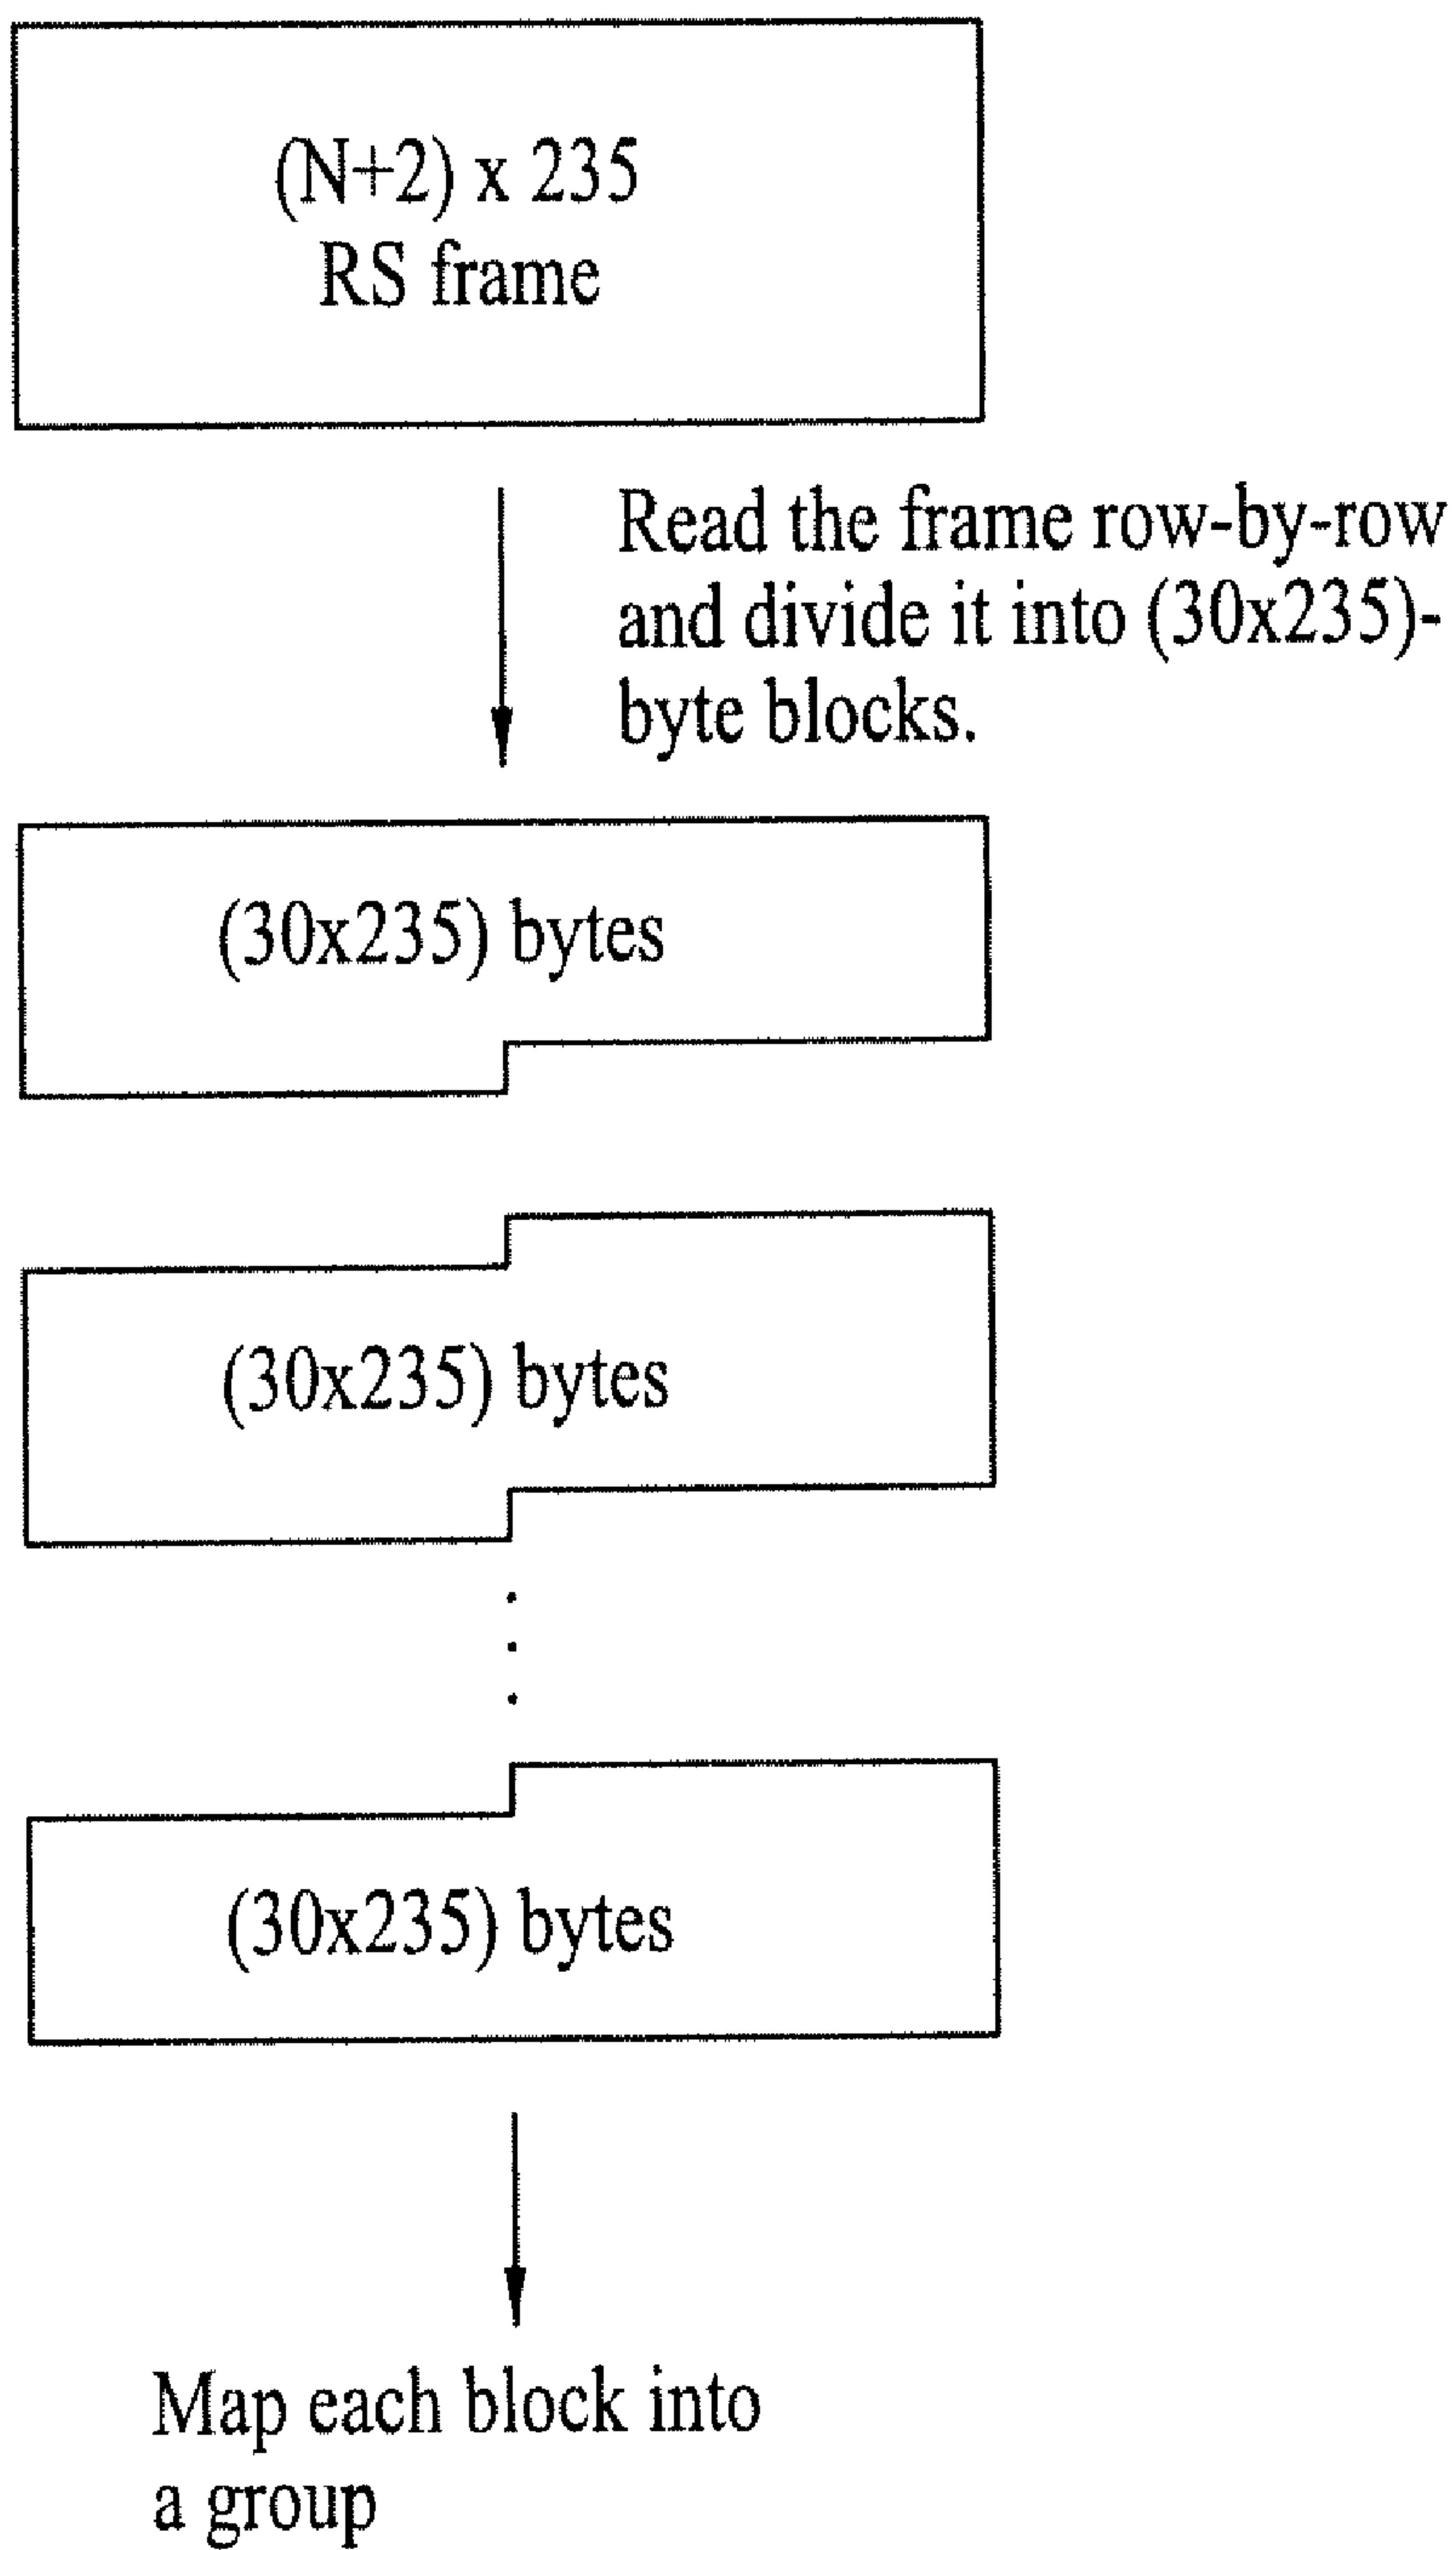 (N+2) x 235
RS frame
Read the frame row-by-row
and divide it into (30x235)-
byte blocks.
(30x235) bytes
(30x235) bytes
(30x235) bytes
Map each block into
a group